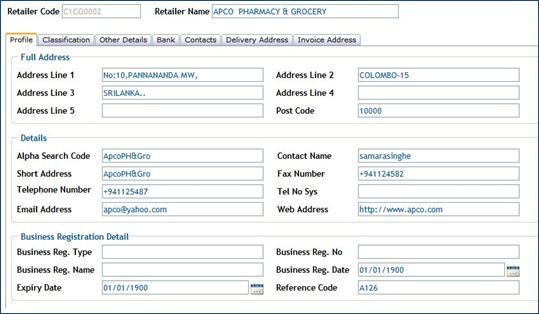 Retailer Code C1CO0002 Retailer Name APCO PHARMACY & GROCERY
Profile Classification Other Details Bank Contacts Delivery Address Invoice Address
Full Address
Address Line 1 No:10,PANNANANDA MW, Address Line 2 COLOMBO-15
Address Line 3 SRILANKA.. Address Line 4
Address Line 5 Post Code 10000
Details
Alpha Search Code ApcoPH&Gro Contact Name samarasinghe
Short Address ApcoPH&Gro Fax Number +941124582
Telephone Number +941125487 Tel No Sys
Email Address apco@yahoo.com Web Address http://www.apco.com
Business Registration Detail
Business Reg. Type Business Reg. No
Business Reg. Name Business Reg. Date 01/01/1900
Expiry Date 01/01/1900 Reference Code A126